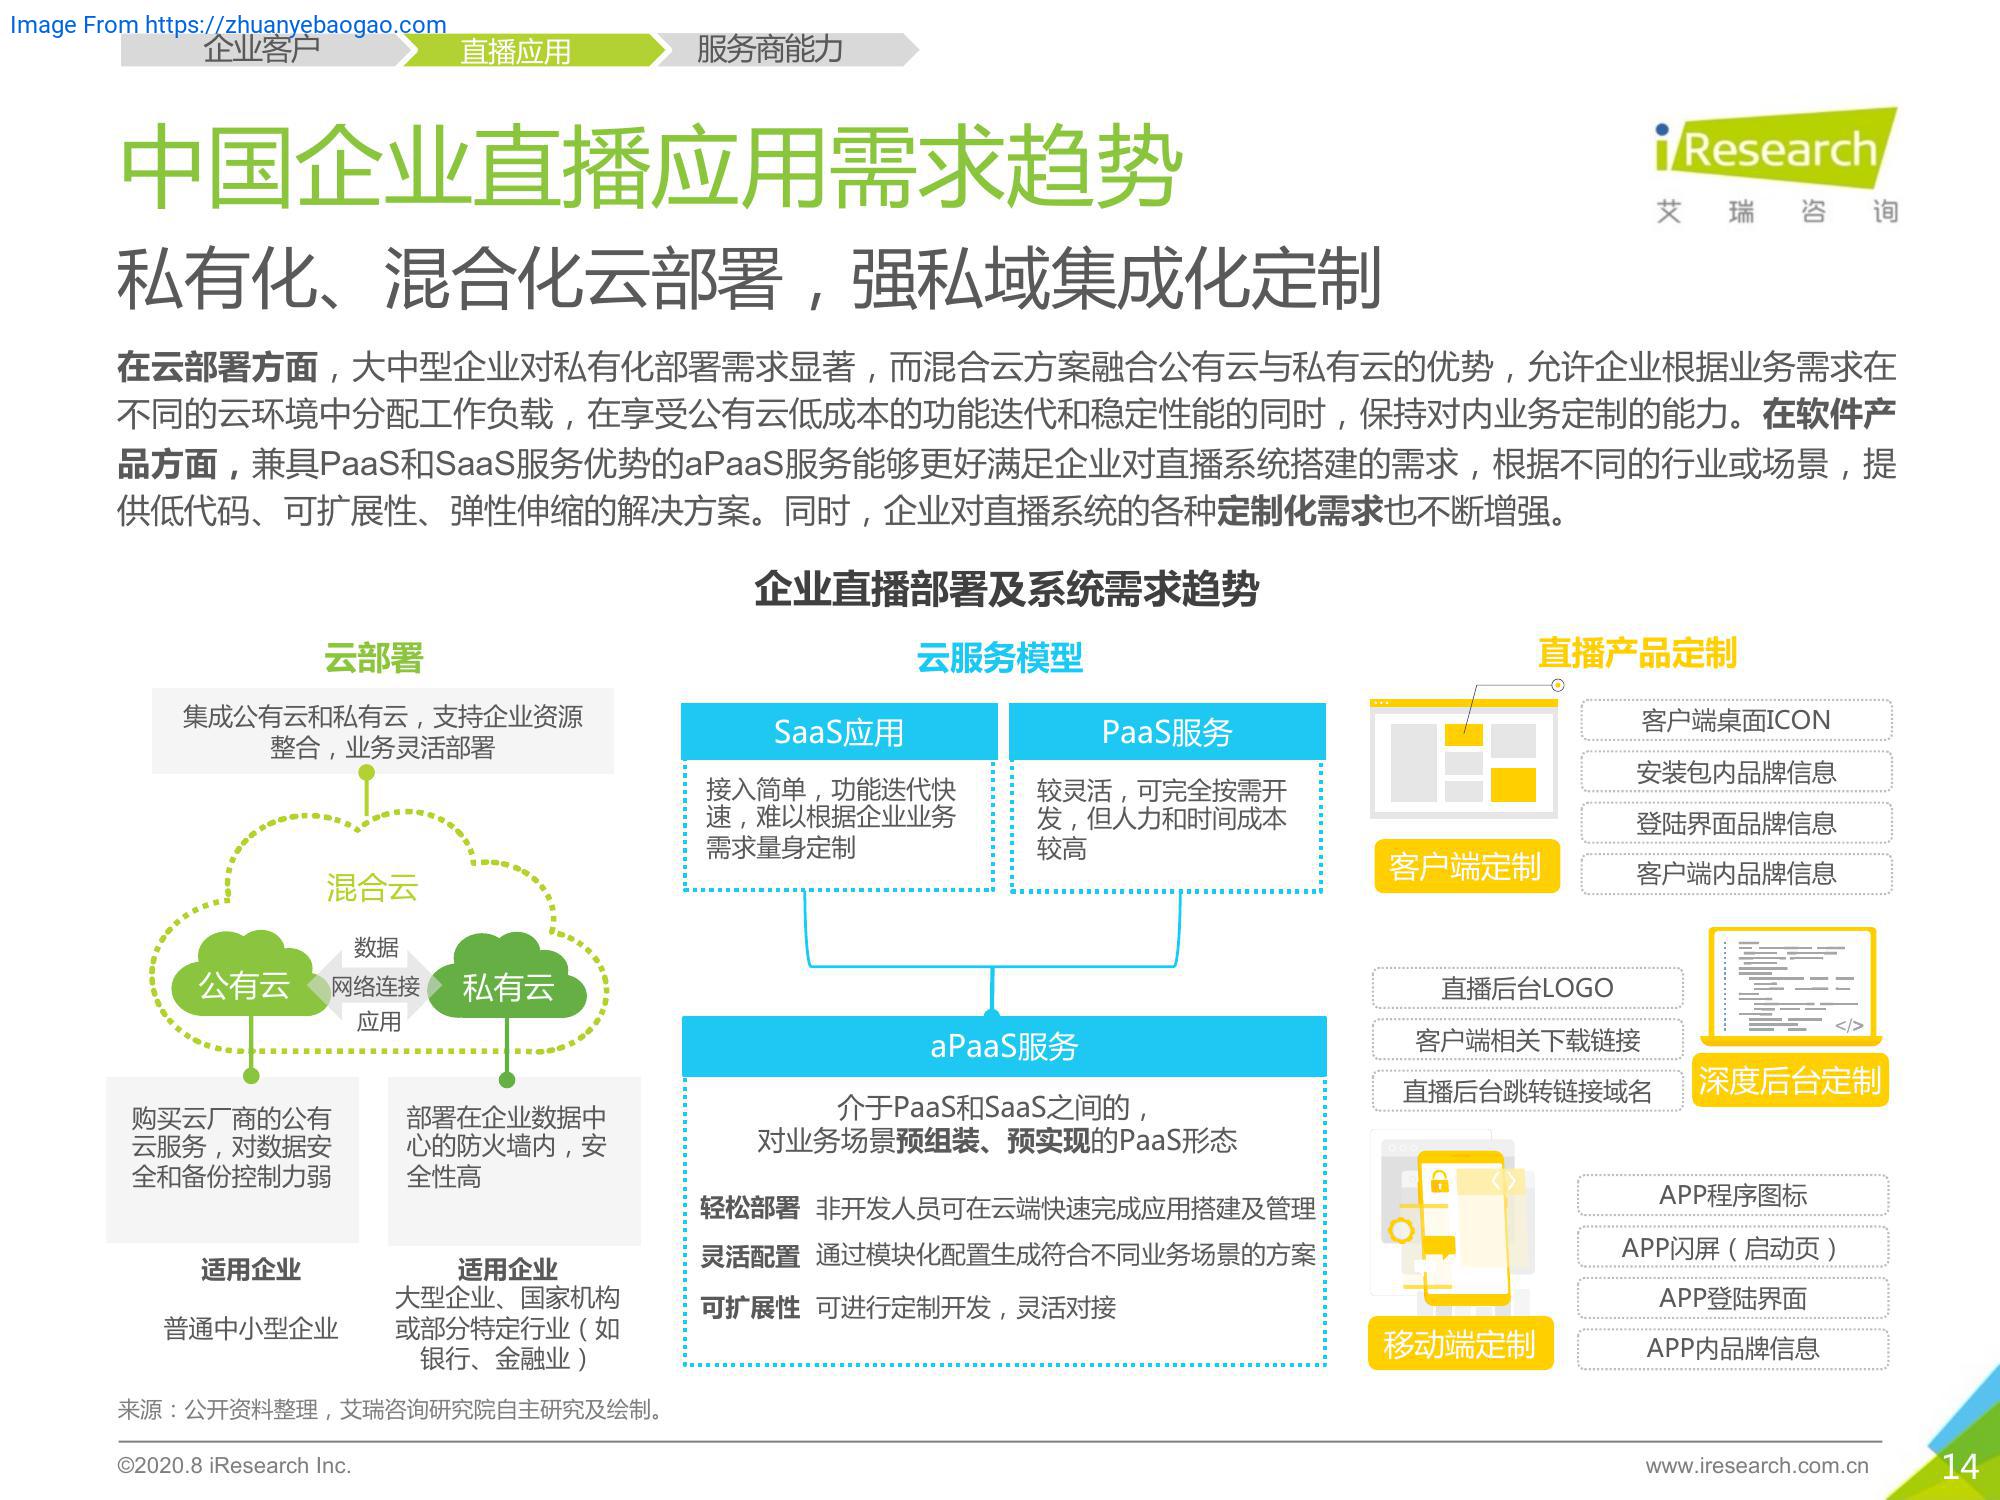 Image From https://zhuanyebaogao.com
企业客户
直播应用
服务商能力
中国企业直播应用需求趋势
iResearch
艾瑞咨询
私有化、混合化云部署，强私域集成化定制
在云部署方面，大中型企业对私有化部署需求显著，而混合云方案融合公有云与私有云的优势，允许企业根据业务需求在
不同的云环境中分配工作负载，在享受公有云低成本的功能迭代和稳定性能的同时，保持对内业务定制的能力。在软件产
品方面，兼具PaaS和SaaS服务优势的aPaaS服务能够更好满足企业对直播系统搭建的需求，根据不同的行业或场景，提
供低代码、可扩展性、弹性伸缩的解决方案。同时，企业对直播系统的各种定制化需求也不断增强。
企业直播部署及系统需求趋势
云部署
集成公有云和私有云，支持企业资源
整合，业务灵活部署
混合云
公有云
数据
网络连接
应用
私有云
购买云厂商的公有
云服务，对数据安
全和备份控制力弱
部署在企业数据中
心的防火墙内，安
全性高
适用企业
普通中小型企业
适用企业
大型企业、国家机构
或部分特定行业（如
银行、金融业）
云服务模型
SaaS应用
接入简单，功能迭代快
速，难以根据企业业务
需求量身定制
PaaS服务
较灵活，可完全按需开
发，但人力和时间成本
较高
aPaaS服务
介于PaaS和SaaS之间的，
对业务场景预组装、预实现的PaaS形态
轻松部署 非开发人员可在云端快速完成应用搭建及管理
灵活配置 通过模块化配置生成符合不同业务场景的方案
可扩展性 可进行定制开发，灵活对接
直播产品定制
客户端定制
客户端桌面ICON
安装包内品牌信息
登陆界面品牌信息
客户端内品牌信息
直播后台LOGO
客户端相关下载链接
直播后台跳转链接域名
</>
深度后台定制
移动端定制
APP程序图标
APP闪屏（启动页）
APP登陆界面
APP内品牌信息
来源：公开资料整理，艾瑞咨询研究院自主研究及绘制。
©2020.8 iResearch Inc.
www.iresearch.com.cn
14